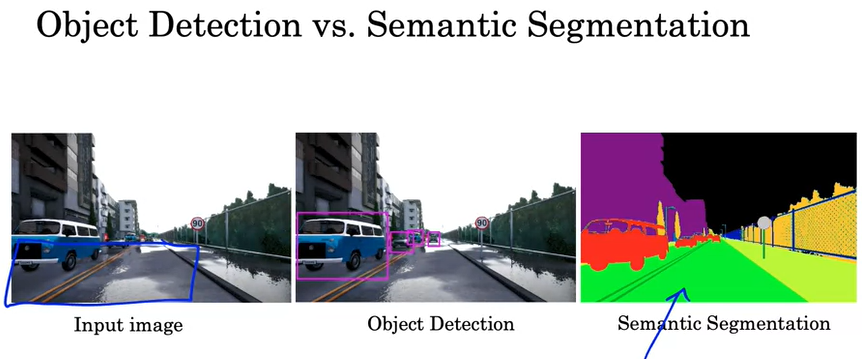 Object Detection vs. Semantic Segmentation
90
90
Input image
Object Detection
Semantic Segmentation